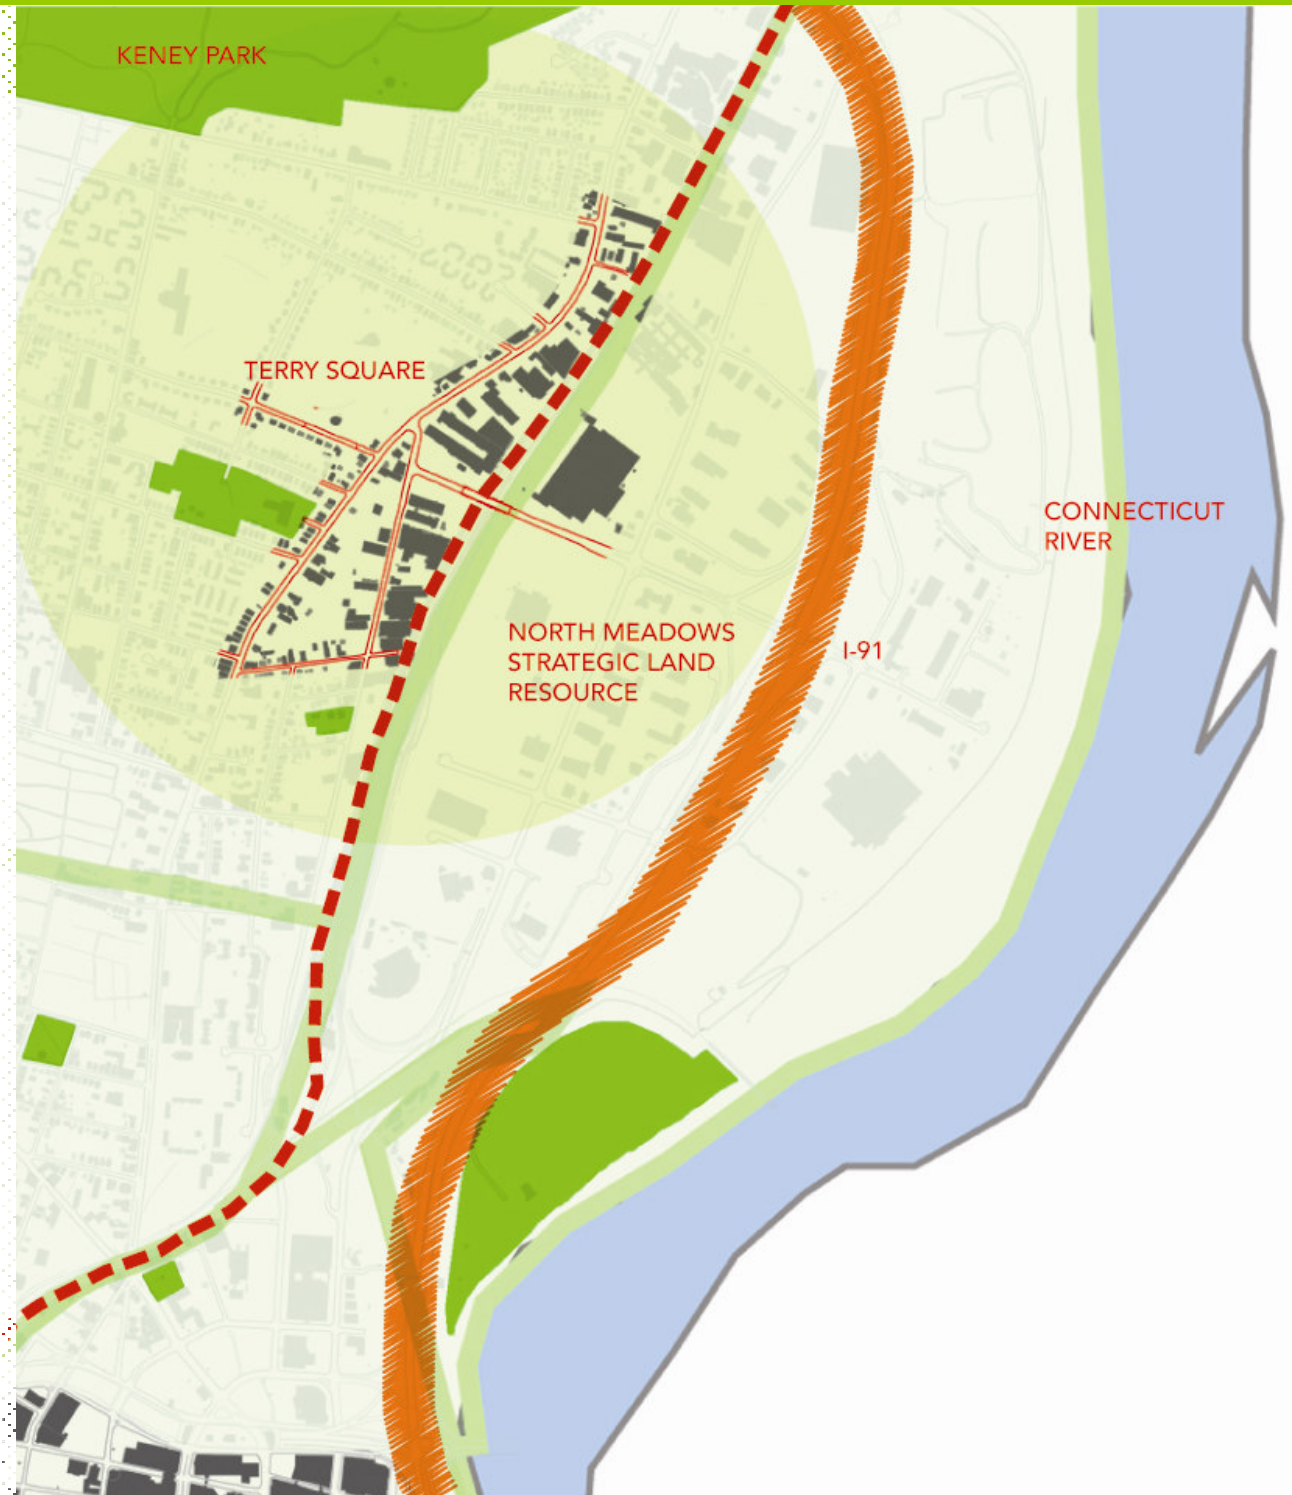 KENEY PARK
TERRY SQUARE
CONNECTICUT
RIVER
NORTH MEADOWS
STRATEGIC LAND
RESOURCE
I-91